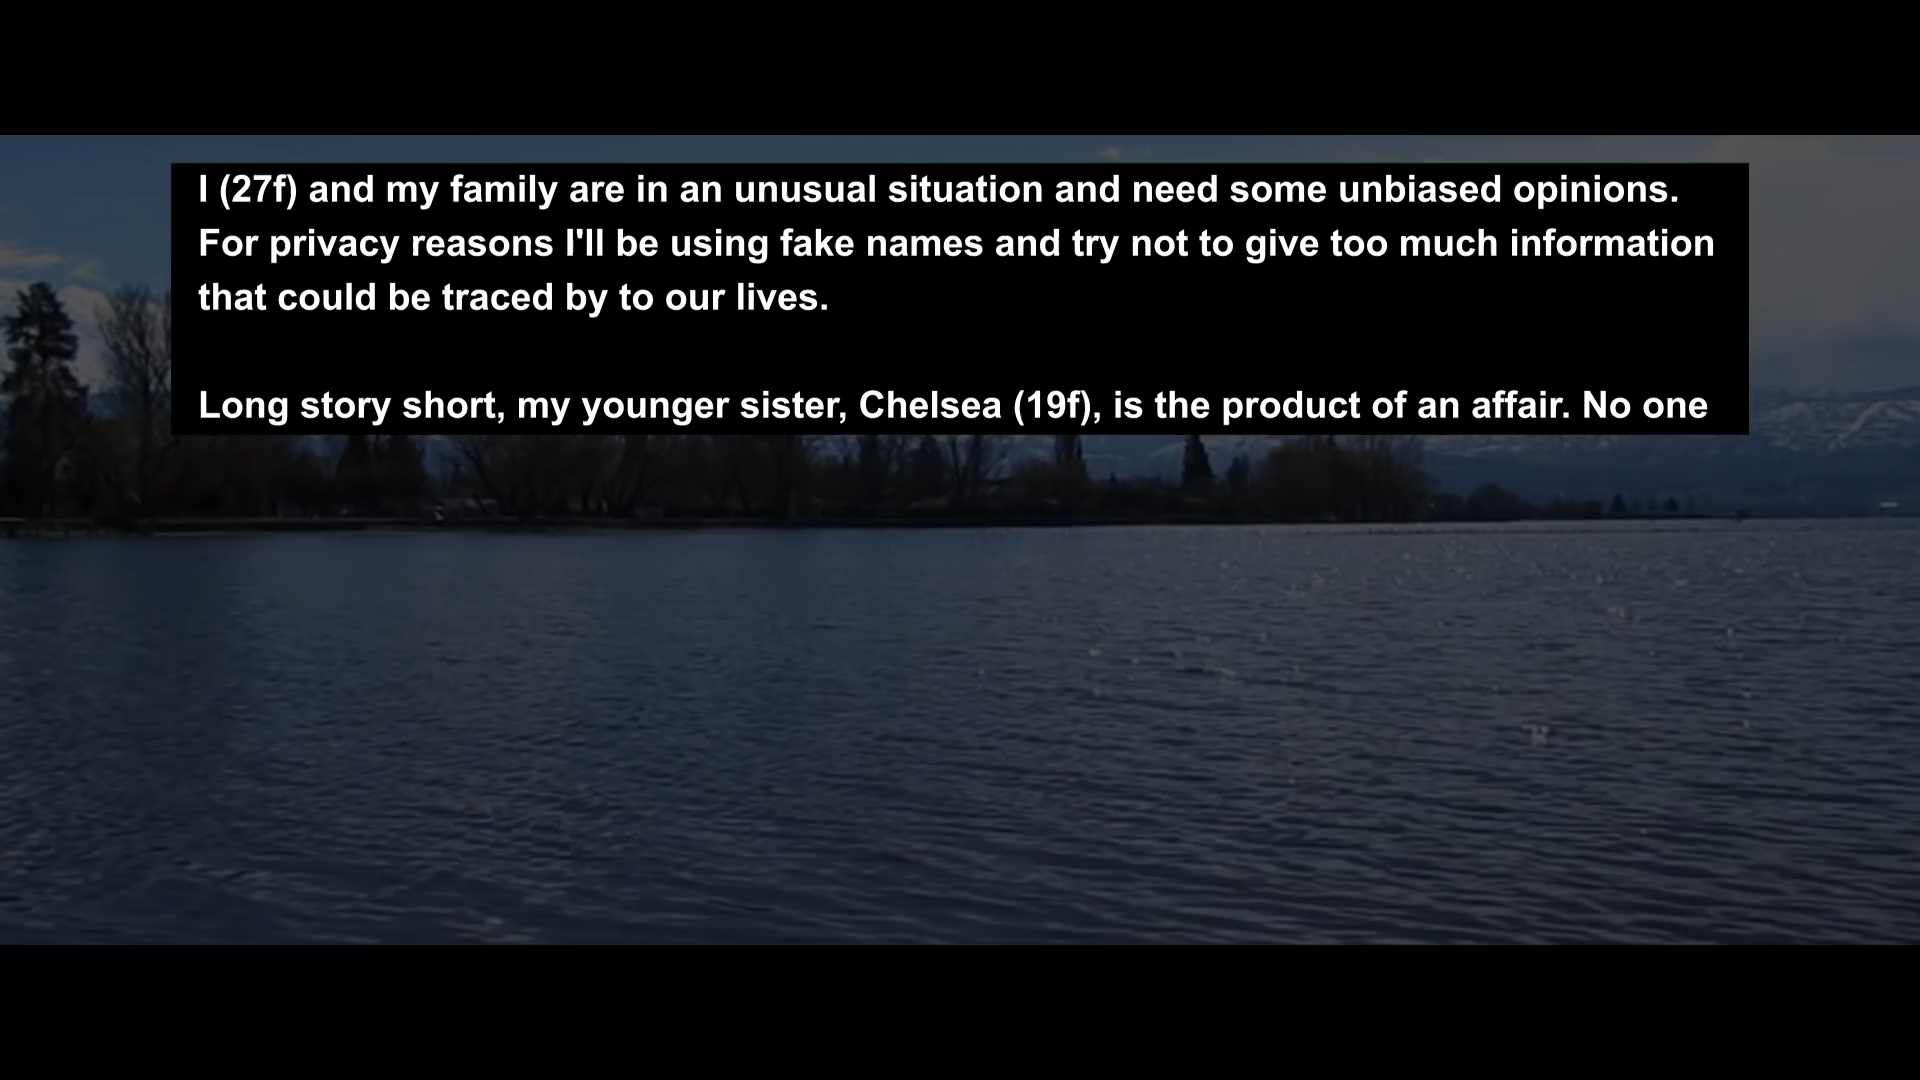 I (27f) and my family are in an unusual situation and need some unbiased opinions.
For privacy reasons I'll be using fake names and try not to give too much information
that could be traced by to our lives.
Long story short, my younger sister, Chelsea (19f), is the product of an affair. No one